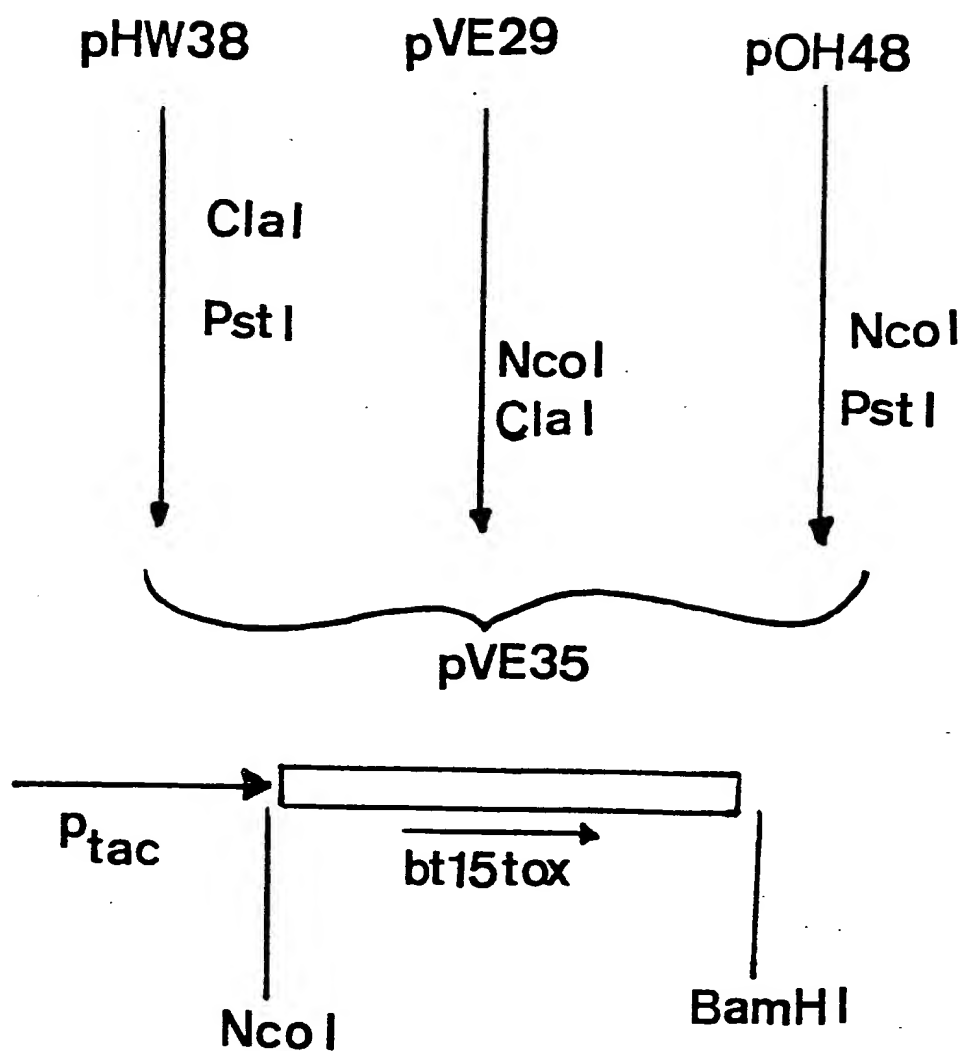 pHW38
pVE29
pOH48
ClaI
PstI
NcoI
ClaI
NcoI
PstI
pVE35
Ptac
bt15tox
NcoI
BamHI